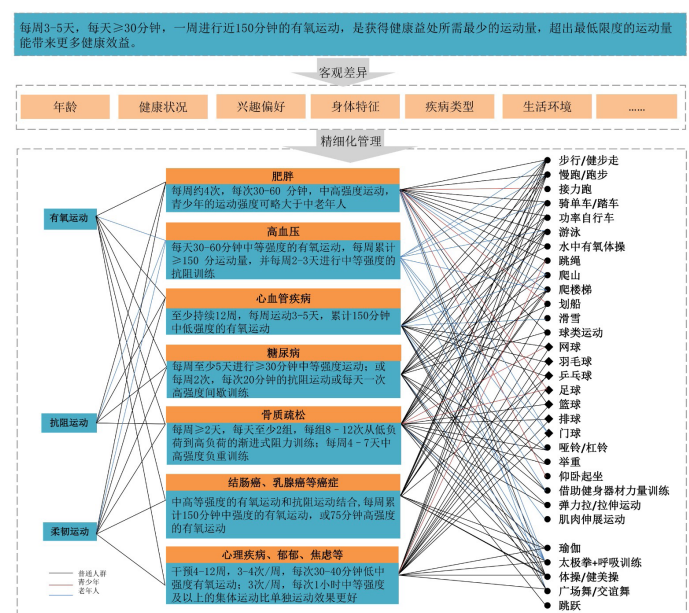 每周3-5天，每天≥30分钟，一周进行近150分钟的有氧运动，是获得健康益处所需最少的运动量，超出最低限度的运动量
能带来更多健康效益。
客观差异
年龄
健康状况
兴趣偏好
身体特征
疾病类型
生活环境
……
精细化管理
有氧运动
抗阻运动
柔韧运动
肥胖
每周约4次，每次30-60 分钟，中高强度运动，
青少年的运动强度可略大于中老年人
高血压
每天30-60分钟中等强度的有氧运动，每周累计
≥150 分运动量，并每周2-3天进行中等强度的
抗阻训练
心血管疾病
至少持续12周，每周运动3-5天，累计150分钟
中低强度的有氧运动
糖尿病
每周至少5天进行≥30分钟中等强度运动；或
每周2次，每次20分钟的抗阻运动或每天一次
高强度间歇训练
骨质疏松
每周≥2天，每天至少2组，每组8-12次从低负
荷到高负荷的渐进式阻力训练；每周4-7天中
高强度负重训练
结肠癌、乳腺癌等癌症
中高等强度的有氧运动和抗阻运动结合,每周累
计150分钟中强度的有氧运动，或75分钟高强度
的有氧运动
心理疾病、郁郁、焦虑等
干预4-12周，3-4次/周，每次30-40分钟低中
强度有氧运动；3次/周，每次1小时中等强度
及以上的集体运动比单独运动效果更好
步行/健步走
慢跑/跑步
接力跑
骑单车/踏车
功率自行车
游泳
水中有氧体操
跳绳
爬山
爬楼梯
划船
滑雪
球类运动
网球
羽毛球
乒乓球
足球
篮球
排球
门球
哑铃/杠铃
举重
仰卧起坐
借助健身器材力量训练
弹力拉/拉伸运动
肌肉伸展运动
瑜伽
太极拳+呼吸训练
体操/健美操
广场舞/交谊舞
跳跃
普通人群
青少年
老年人